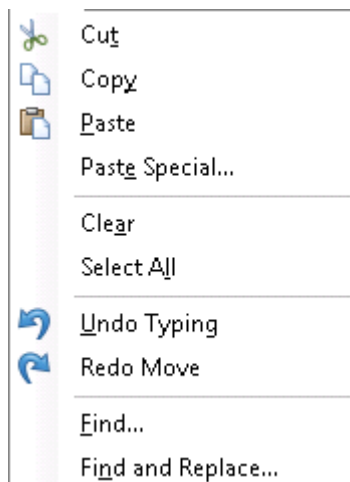 Cut
Copy
Paste
Paste Special...
Clear
Select All
Undo Typing
Redo Move
Find...
Find and Replace...